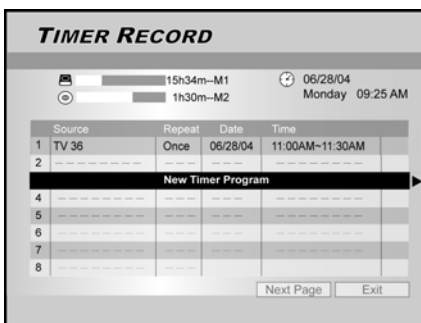 TIMER RECORD
15h34m--M1 06/28/04
1h30m--M2 Monday 09:25 AM
Source Repeat Date Time
1 TV 36 Once 06/28/04 11:00AM~11:30AM
2 -------- --- ----- --------
New Timer Program
4 -------- --- ----- --------
5 -------- --- ----- --------
6 -------- --- ----- --------
7 -------- --- ----- --------
8 -------- --- ----- --------
Next Page Exit